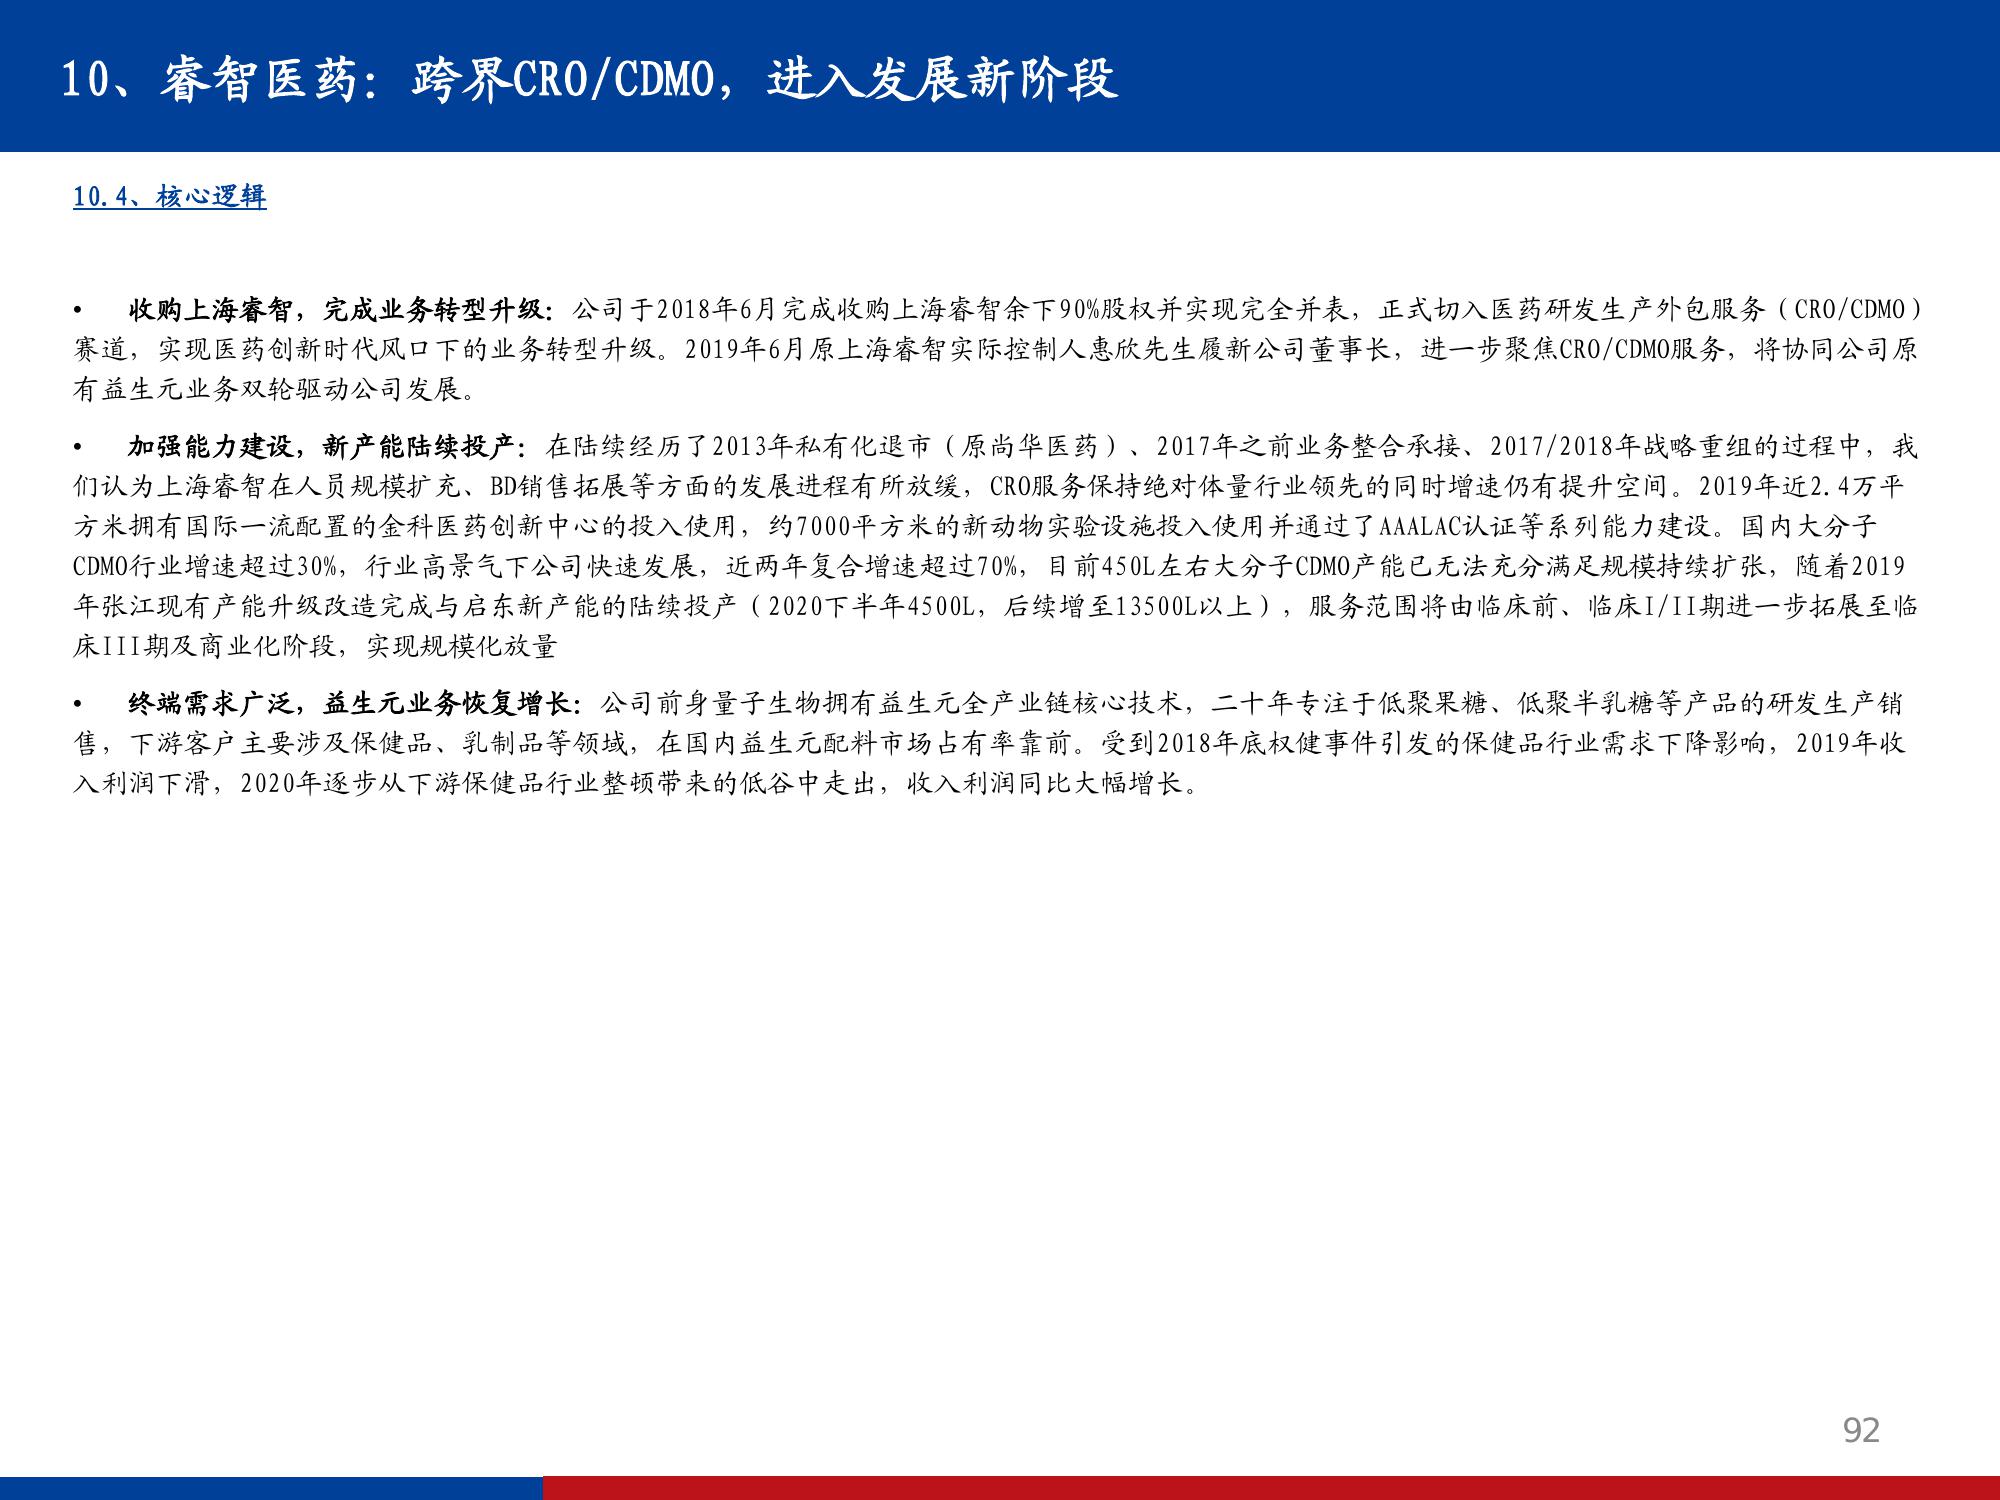 10、睿智医药：跨界CRO/CDMO，进入发展新阶段
10.4、核心逻辑
• 收购上海睿智，完成业务转型升级：公司于2018年6月完成收购上海睿智余下90%股权并实现完全并表，正式切入医药研发生产外包服务（CRO/CDMO）
赛道，实现医药创新时代风口下的业务转型升级。2019年6月原上海睿智实际控制人惠欣先生履新公司董事长，进一步聚焦CRO/CDMO服务，将协同公司原
有益生元业务双轮驱动公司发展。
• 加强能力建设，新产能陆续投产：在陆续经历了2013年私有化退市（原尚华医药）、2017年之前业务整合承接、2017/2018年战略重组的过程中，我
们认为上海睿智在人员规模扩充、BD销售拓展等方面的发展进程有所放缓，CRO服务保持绝对体量行业领先的同时增速仍有提升空间。2019年近2.4万平
方米拥有国际一流配置的金科医药创新中心的投入使用，约7000平方米的新动物实验设施投入使用并通过了AAALAC认证等系列能力建设。国内大分子
CDMO行业增速超过30%，行业高景气下公司快速发展，近两年复合增速超过70%，目前450L左右大分子CDMO产能已无法充分满足规模持续扩张，随着2019
年张江现有产能升级改造完成与启东新产能的陆续投产（2020下半年4500L，后续增至13500L以上），服务范围将由临床前、临床I/II期进一步拓展至临
床III期及商业化阶段，实现规模化放量
• 终端需求广泛，益生元业务恢复增长：公司前身量子生物拥有益生元全产业链核心技术，二十年专注于低聚果糖、低聚半乳糖等产品的研发生产销
售，下游客户主要涉及保健品、乳制品等领域，在国内益生元配料市场占有率靠前。受到2018年底权健事件引发的保健品行业需求下降影响，2019年收
入利润下滑，2020年逐步从下游保健品行业整顿带来的低谷中走出，收入利润同比大幅增长。
92